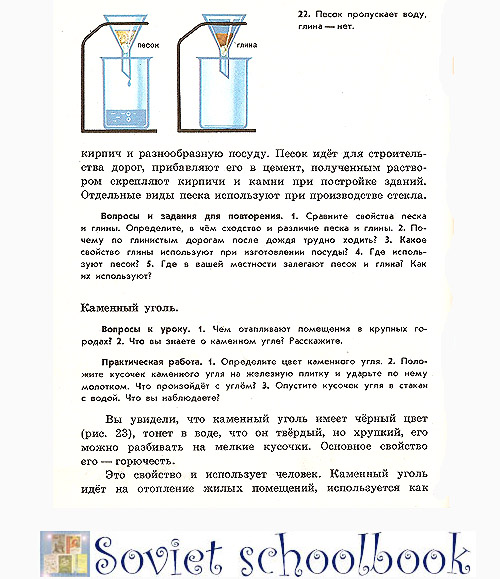 22. Песок пропускает воду,
глина — нет.
песок
глина
кирпич и разнообразную посуду. Песок идёт для строитель-
ства дорог, прибавляют его в цемент, полученным раство-
ром скрепляют кирпичи и камни при постройке зданий.
Отдельные виды песка используют при производстве стекла.
Вопросы и задания для повторения. 1. Сравните свойства песка
и глины. Определите, в чём сходство и различие песка и глины. 2. По-
чему по глинистым дорогам после дождя трудно ходить? 3. Какое
свойство глины используют при изготовлении посуды? 4. Где исполь-
зуют песок? 5. Где в вашей местности залегают песок и глина? Как
их используют?
Каменный уголь.
Вопросы к уроку. 1. Чем отапливают помещения в крупных го-
родах? 2. Что вы знаете о каменном угле? Расскажите.
Практическая работа. 1. Определите цвет каменного угля. 2. Поло-
жите кусочек каменного угля на железную плитку и ударьте по нему
молотком. Что произойдёт с углём? 3. Опустите кусочек угля в стакан
с водой. Что вы наблюдаете?
Вы увидели, что каменный уголь имеет чёрный цвет
(рис. 23), тонет в воде, что он твёрдый, но хрупкий, его
можно разбивать на мелкие кусочки. Основное свойство
его — горючесть.
Это свойство и использует человек. Каменный уголь
идёт на отопление жилых помещений, используется как
Soviet schoolbook